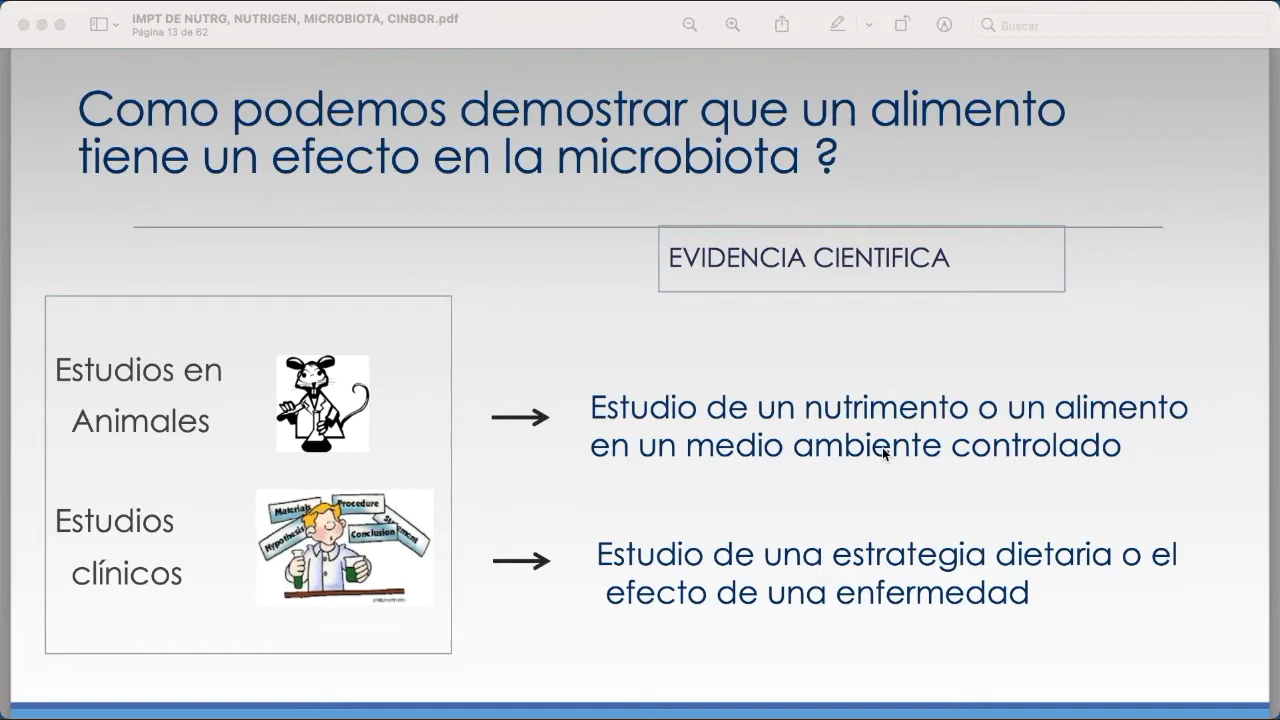 IMPT DE NUTRG, NUTRIGEN, MICROBIOTA, CINBOR.pdf
Página 13 de 62
Buscar
Como podemos demostrar que un alimento
tiene un efecto en la microbiota ?
EVIDENCIA CIENTIFICA
Estudios en
Animales
Estudio de un nutrimento o un alimento
en un medio ambiente controlado
Materials
Procedure
Hypothesis
Conclusion
Estudios
clínicos
Estudio de una estrategia dietaria o el
efecto de una enfermedad